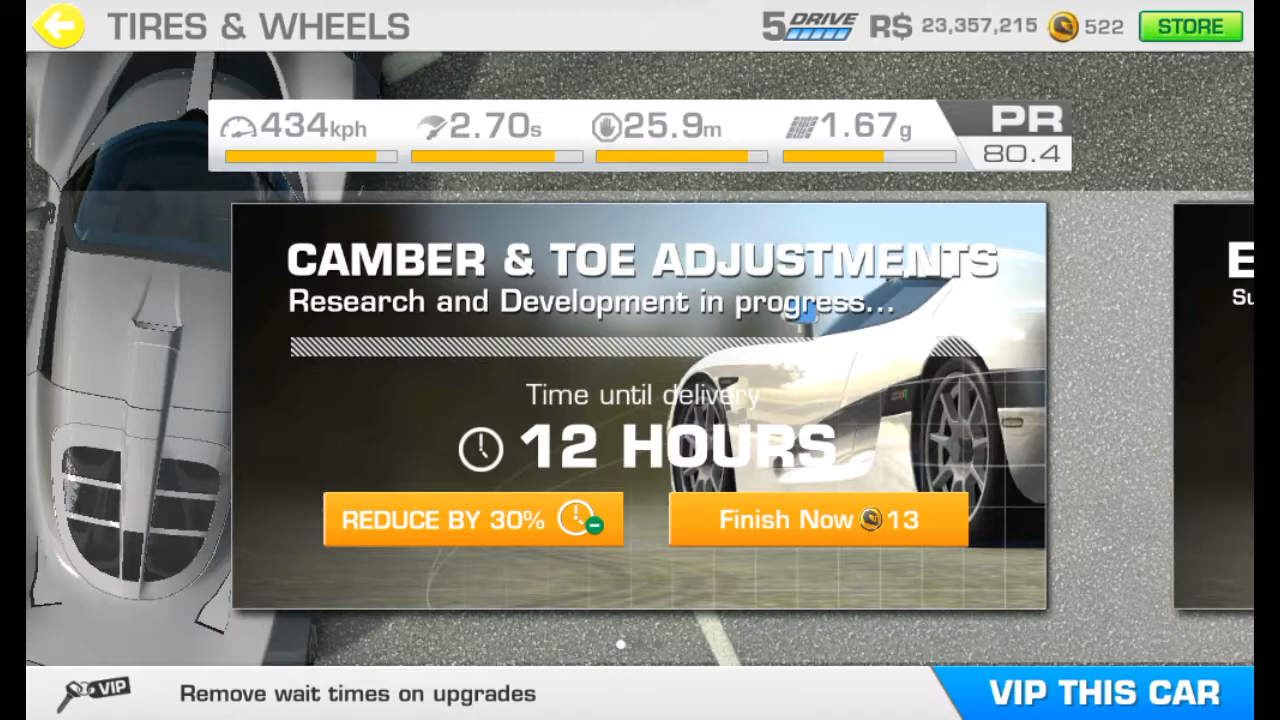 TIRES & WHEELS
5 DRIVE R$ 23,357,215 522 STORE
434kph 2.70s 25.9m 1.67g PR
80.4
CAMBER & TOE ADJUSTMENTS
Research and Development in progress...
Time until delivery
12 HOURS
REDUCE BY 30% Finish Now 13
VIP Remove wait times on upgrades VIP THIS CAR